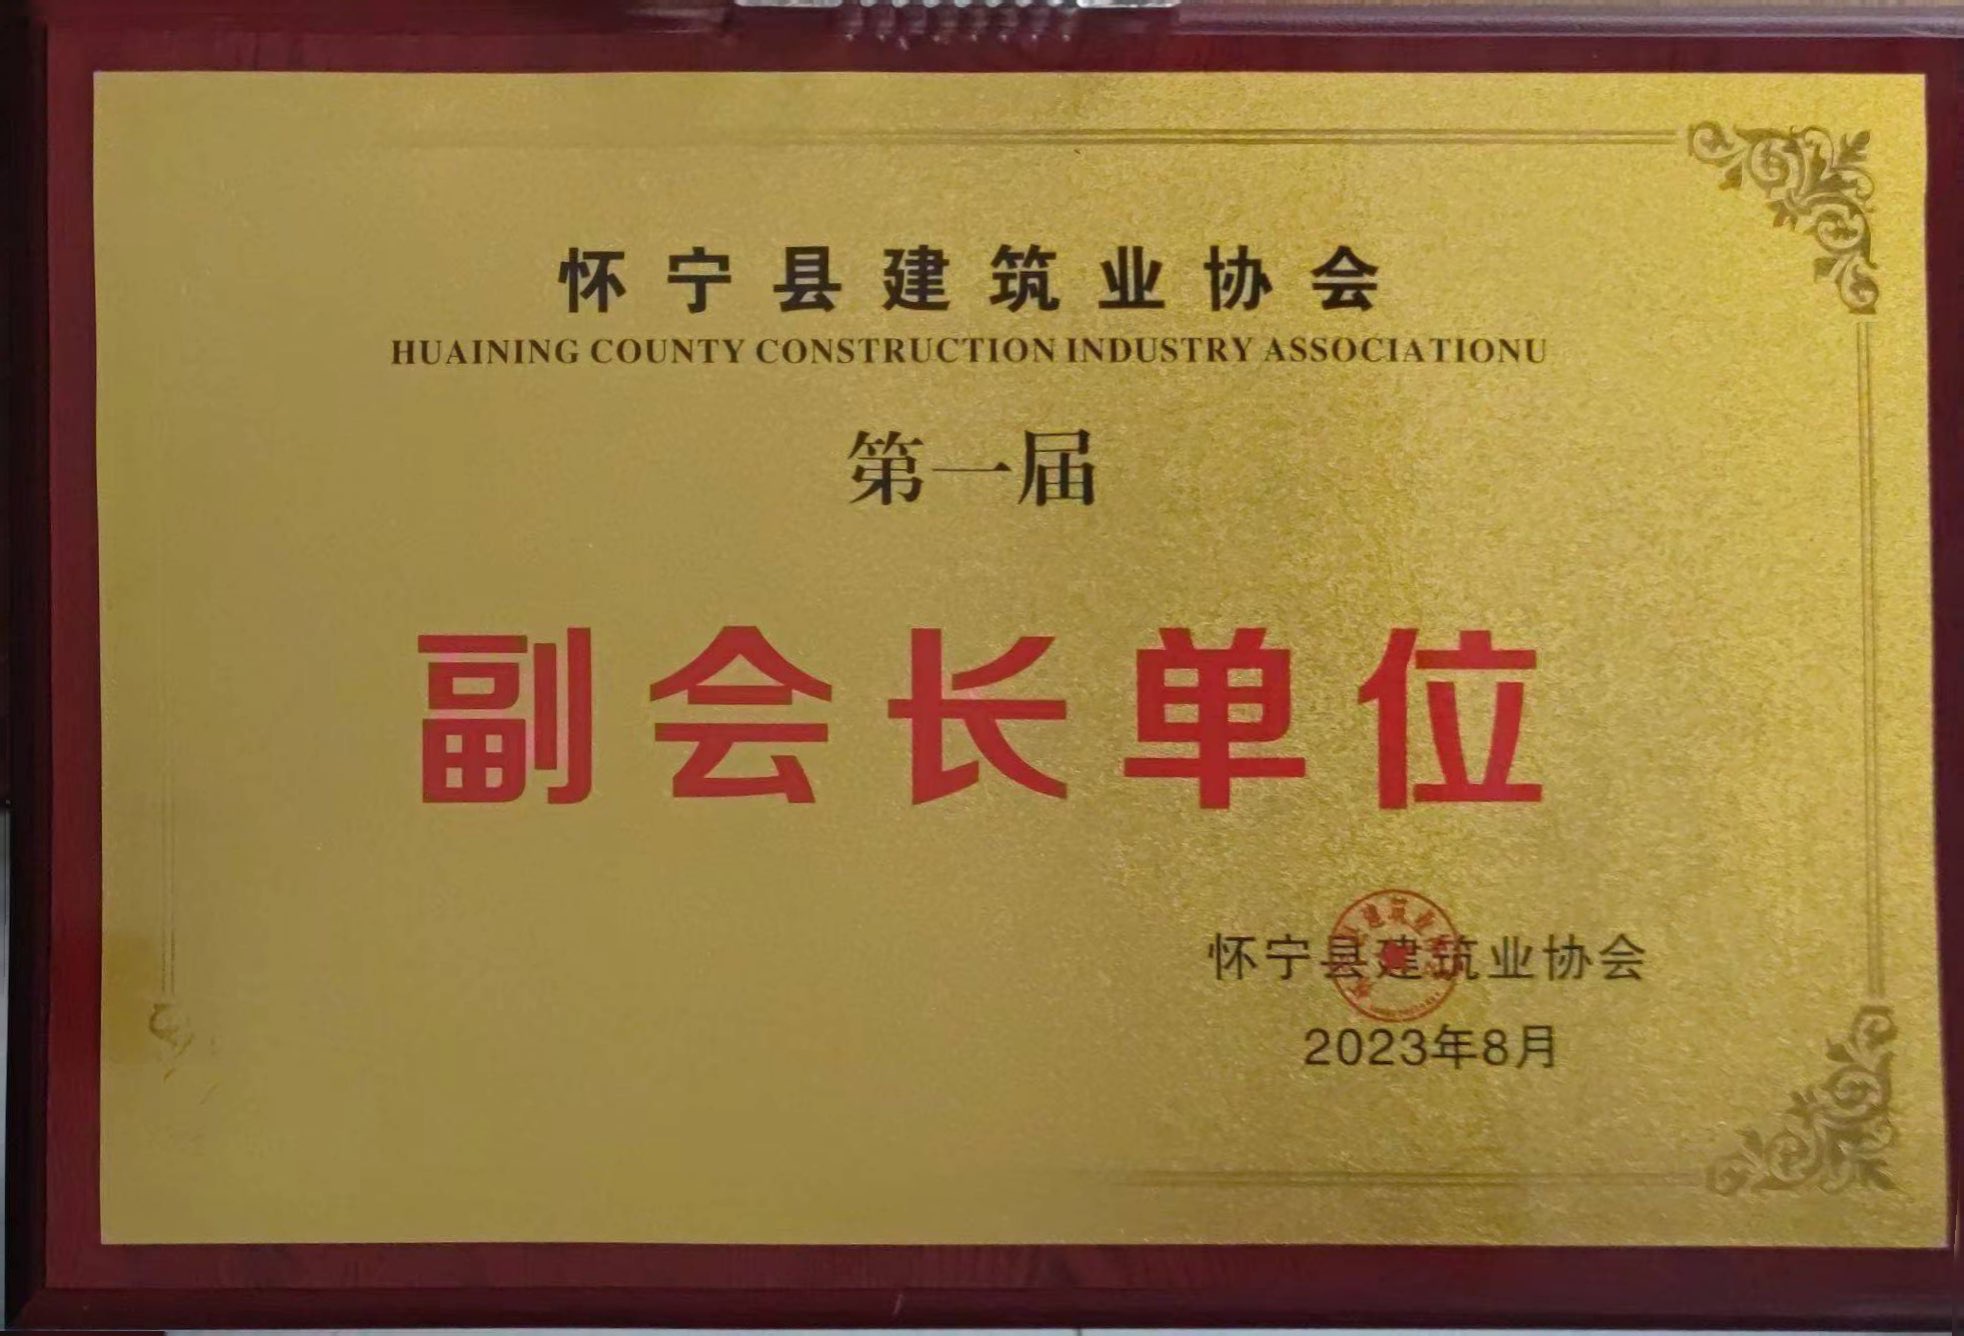 怀宁县建筑业协会
HUAINING COUNTY CONSTRUCTION INDUSTRY ASSOCIATIONU
第一届
副会长单位
怀宁县建筑业协会
2023年8月